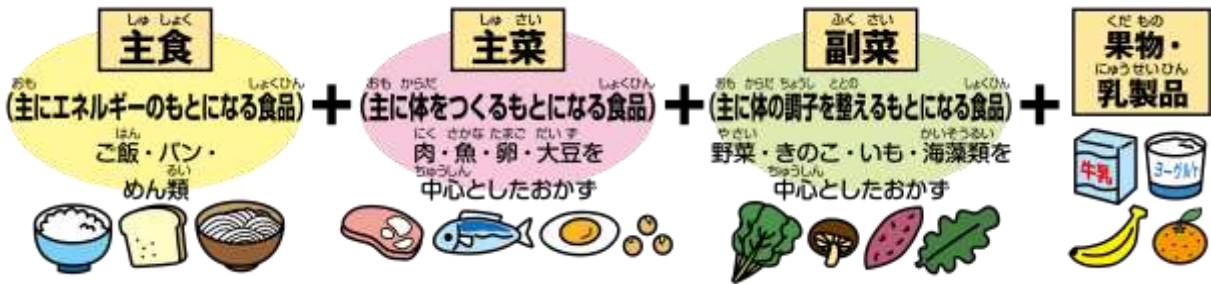 しゅ しょく
主食
おも しょくひん
(主にエネルギーのもとになる食品)
はん
ご飯・パン・
るい
めん類
+
しゅ さい
主菜
おも からだ しょくひん
(主に体をつくるもとになる食品)
にく さかな たまご だい ず
肉・魚・卵・大豆を
ちゅうしん
中心としたおかず
+
ふく さい
副菜
おも からだ ちょうし ととの しょくひん
(主に体の調子を整えるもとになる食品)
や さい かいそうるい
野菜・きのこ・いも・海藻類を
ちゅうしん
中心としたおかず
+
くだ もの
果物・
にゅう せい ひん
乳製品
牛乳
ヨーグルト